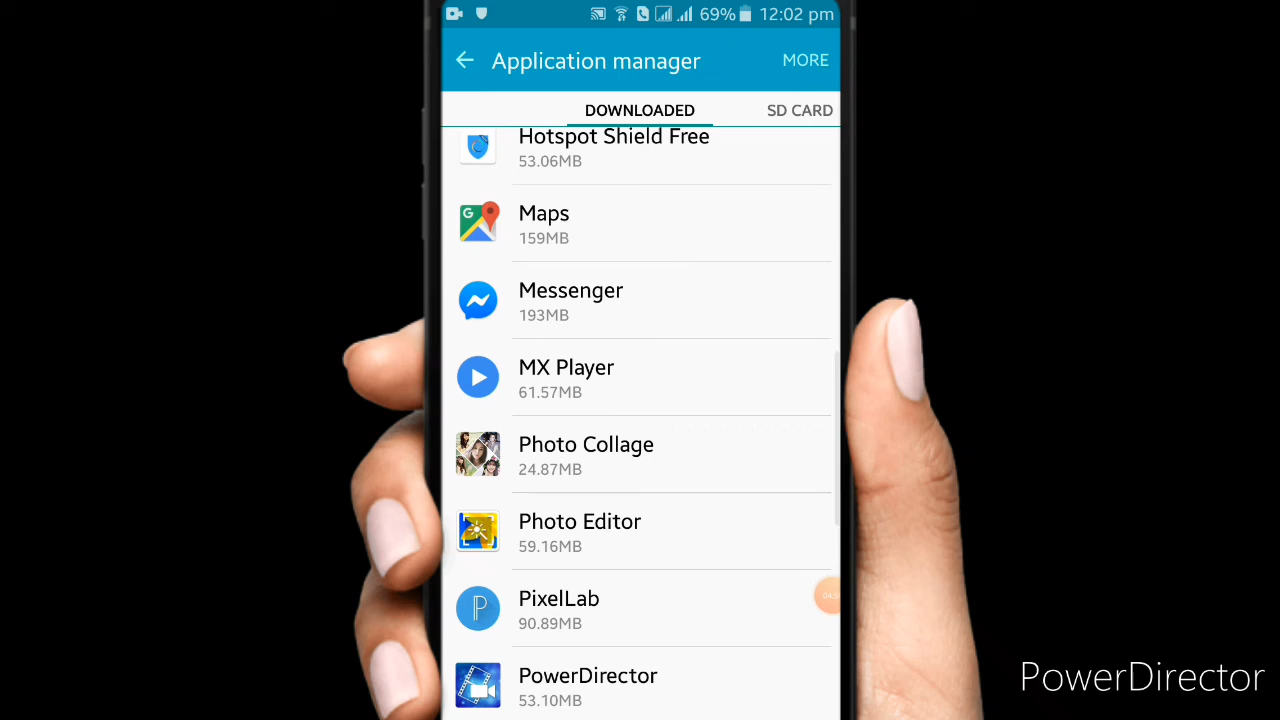 69% 12:02 pm
Application manager MORE
DOWNLOADED SD CARD
Hotspot Shield Free
53.06MB
Maps
159MB
Messenger
193MB
MX Player
61.57MB
Photo Collage
24.87MB
Photo Editor
59.16MB
PixelLab
90.89MB
PowerDirector
53.10MB
PowerDirector